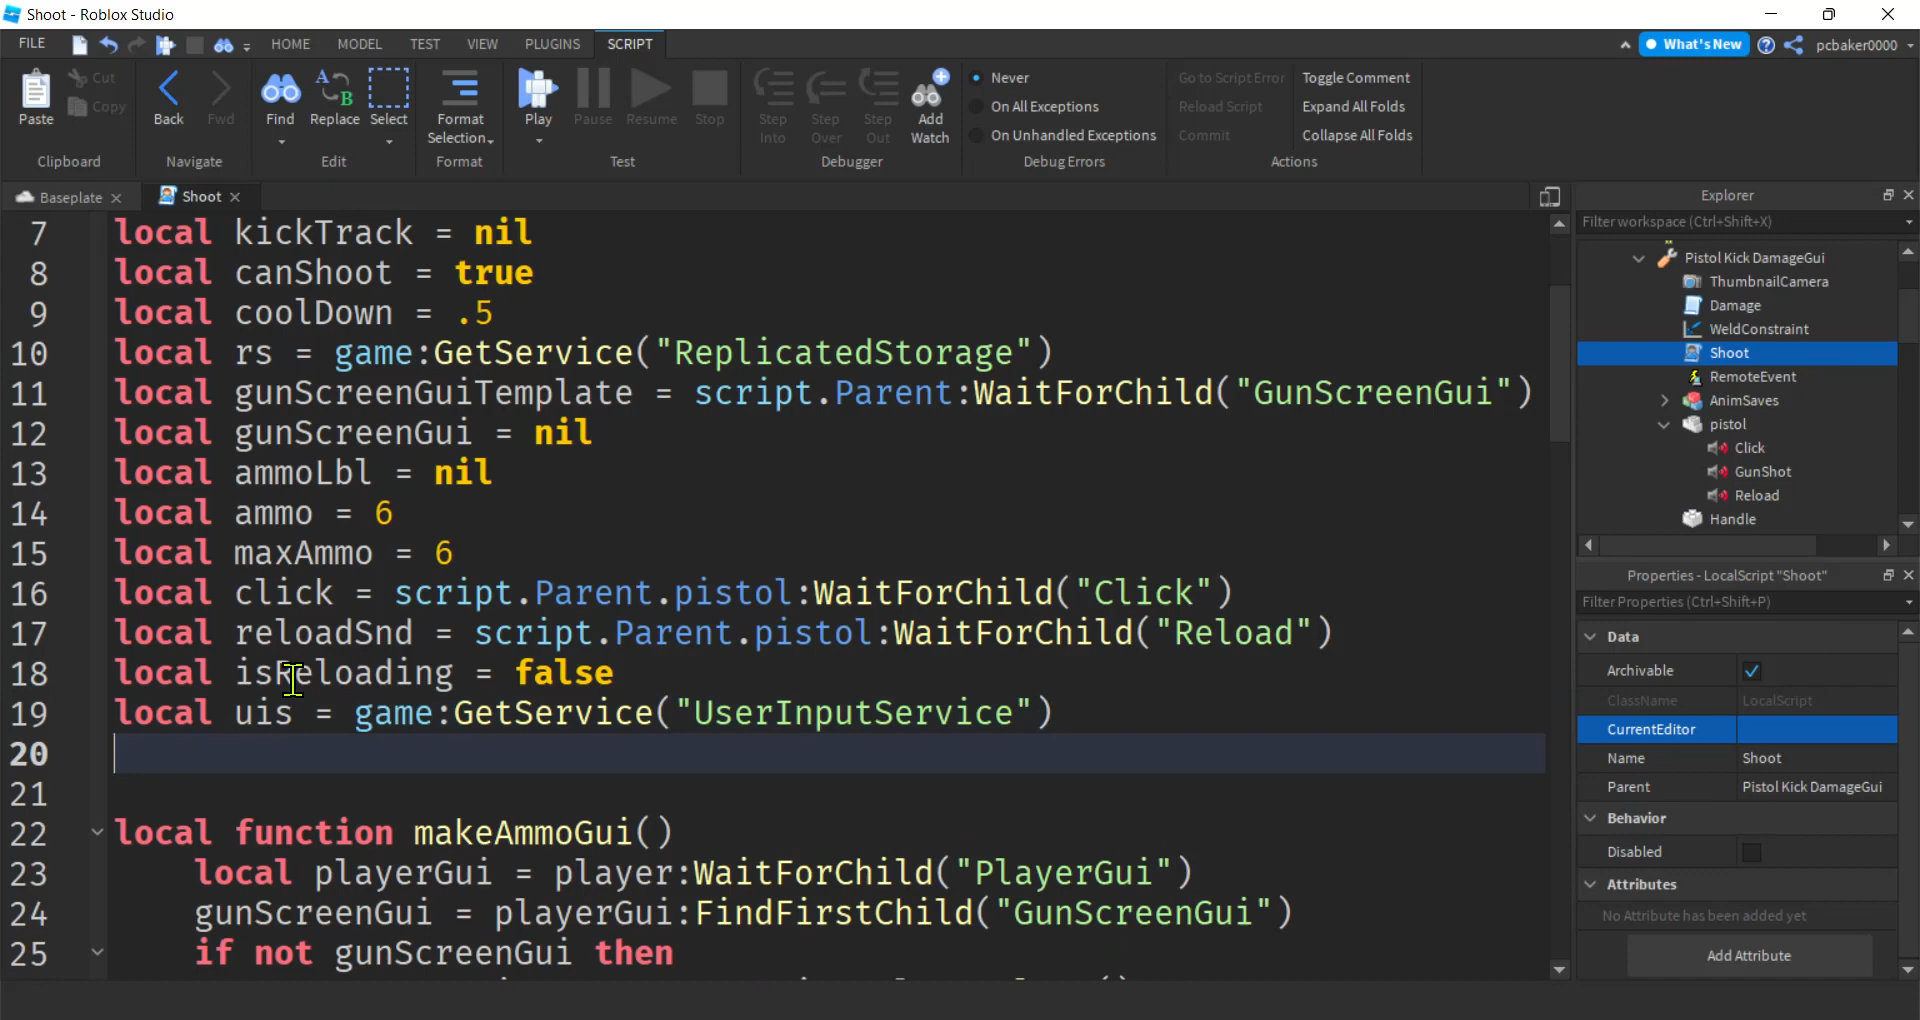 Shoot - Roblox Studio
FILE HOME MODEL TEST VIEW PLUGINS SCRIPT What's New pcbaker0000
Paste Cut Copy
Clipboard
Back Fwd
Navigate
Find Replace Select
Edit
Format Selection
Format
Play Pause Resume Stop
Test
Step Into Step Over Step Out Add Watch
Debugger
Never
On All Exceptions
On Unhandled Exceptions
Debug Errors
Go to Script Error Toggle Comment
Reload Script Expand All Folds
Commit Collapse All Folds
Actions
Baseplate Shoot
7 local kickTrack = nil
8 local canShoot = true
9 local coolDown = .5
10 local rs = game:GetService("ReplicatedStorage")
11 local gunScreenGuiTemplate = script.Parent:WaitForChild("GunScreenGui")
12 local gunScreenGui = nil
13 local ammoLbl = nil
14 local ammo = 6
15 local maxAmmo = 6
16 local click = script.Parent.pistol:WaitForChild("Click")
17 local reloadSnd = script.Parent.pistol:WaitForChild("Reload")
18 local isReloading = false
19 local uis = game:GetService("UserInputService")
20
21
22 local function makeAmmoGui()
23 local playerGui = player:WaitForChild("PlayerGui")
24 gunScreenGui = playerGui:FindFirstChild("GunScreenGui")
25 if not gunScreenGui then
Explorer
Filter workspace (Ctrl+Shift+X)
Pistol Kick DamageGui
ThumbnailCamera
Damage
WeldConstraint
Shoot
RemoteEvent
AnimSaves
pistol
Click
GunShot
Reload
Handle
Properties - LocalScript "Shoot"
Filter Properties (Ctrl+Shift+P)
Data
Archivable
ClassName LocalScript
CurrentEditor
Name Shoot
Parent Pistol Kick DamageGui
Behavior
Disabled
Attributes
No Attribute has been added yet
Add Attribute